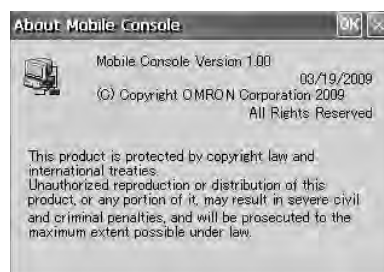 About Mobile Console OK ×
Mobile Console Version 1.00
03/19/2009
(C) Copyright OMRON Corporation 2009
All Rights Reserved
This product is protected by copyright law and
international treaties.
Unauthorized reproduction or distribution of this
product, or any portion of it, may result in severe civil
and criminal penalties, and will be prosecuted to the
maximum extent possible under law.